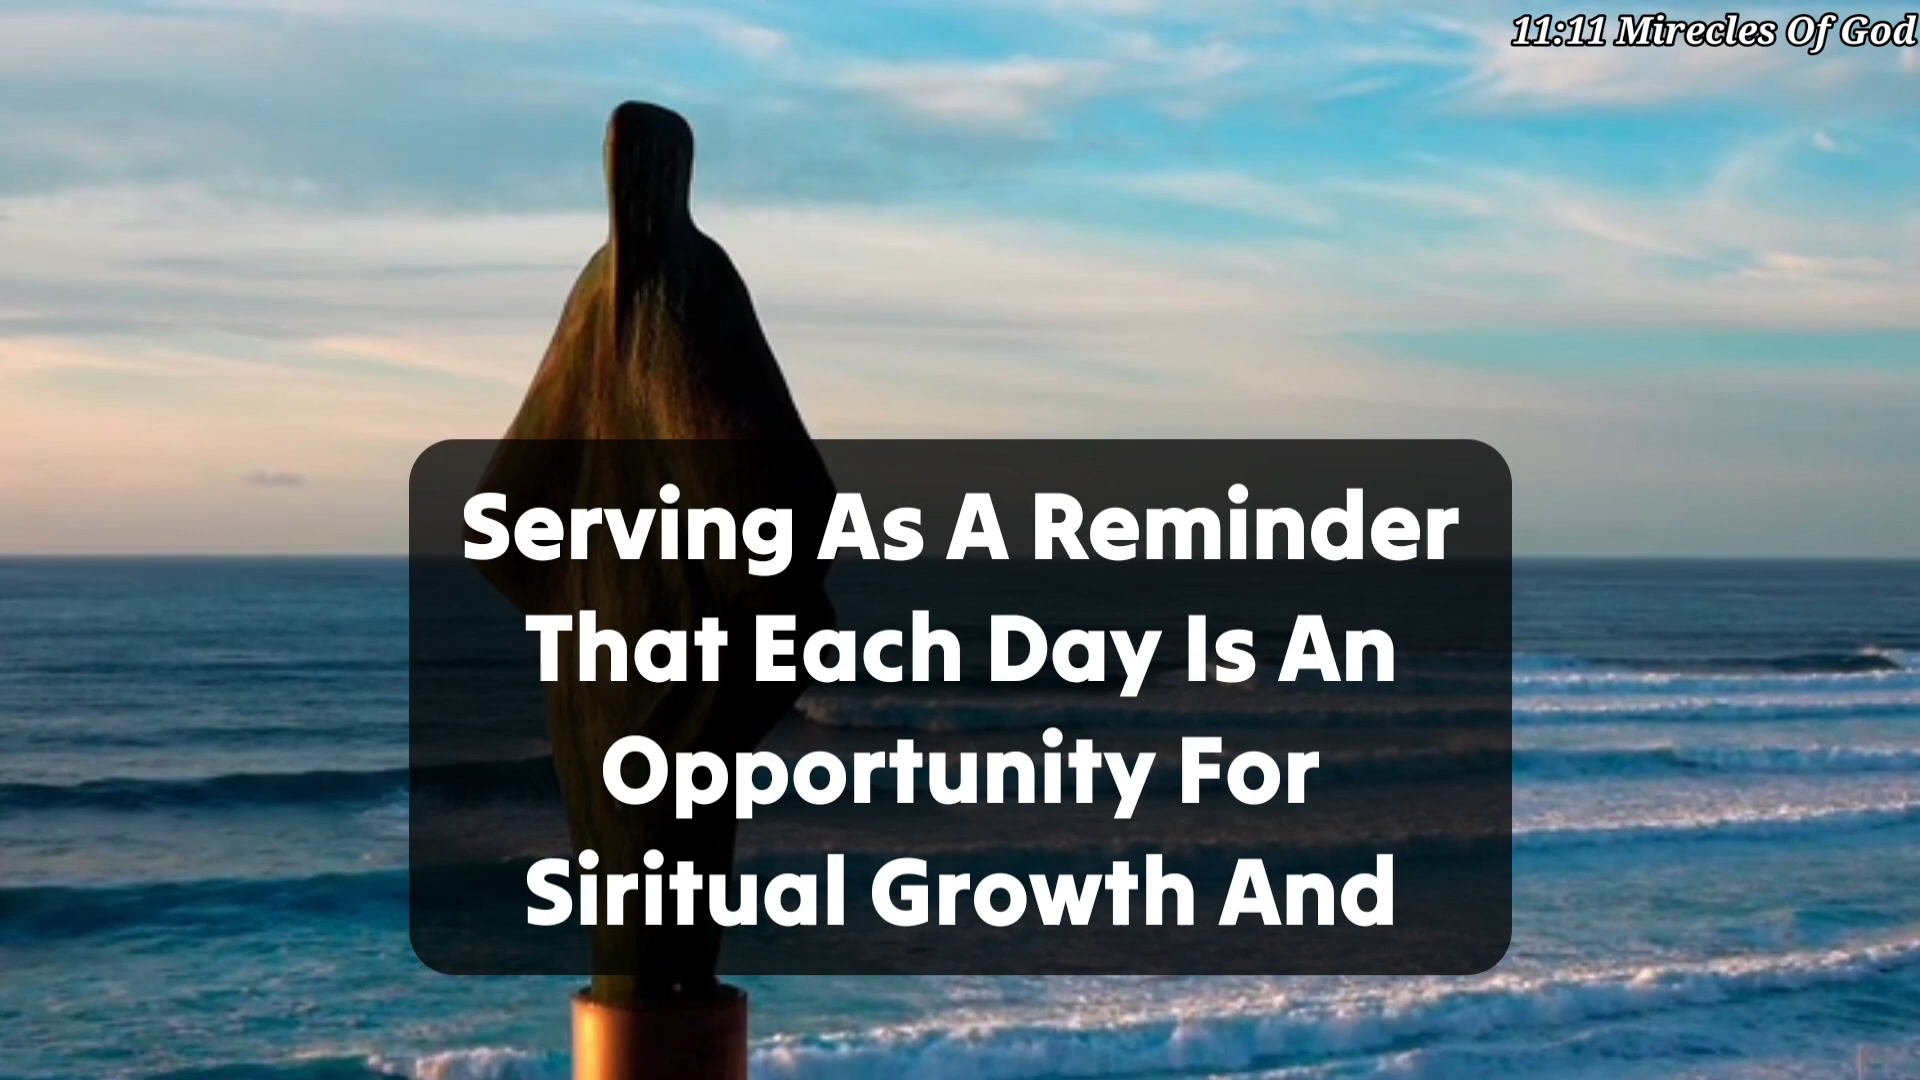 11:11 Mirecles Of God
Serving As A Reminder
That Each Day Is An
Opportunity For
Siritual Growth And